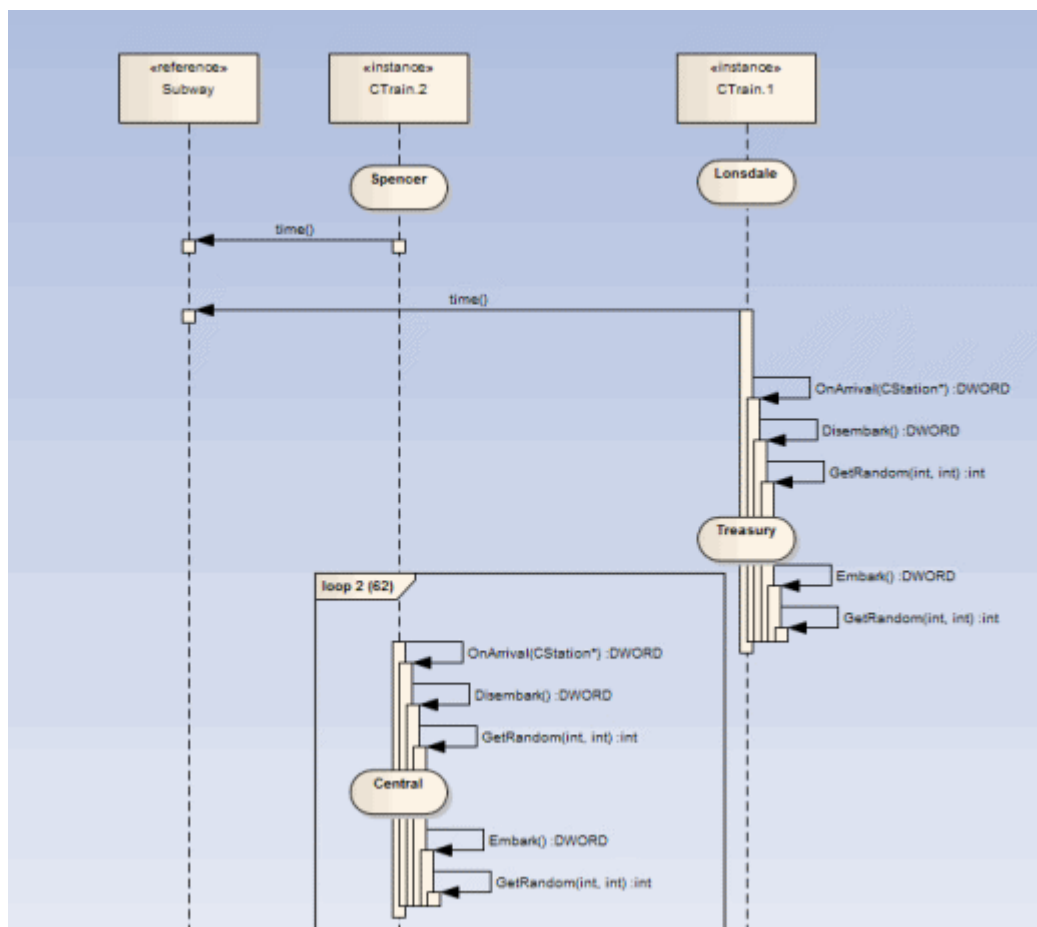 «reference»
Subway
«instance»
CTrain.2
«instance»
CTrain.1
Spencer
Lonsdale
time()
time()
OnArrival(CStation*) :DWORD
Disembark() :DWORD
GetRandom(int, int) :int
Treasury
Embark() :DWORD
loop 2 (62)
GetRandom(int, int) :int
OnArrival(CStation*) :DWORD
Disembark() :DWORD
GetRandom(int, int) :int
Central
Embark() :DWORD
GetRandom(int, int) :int